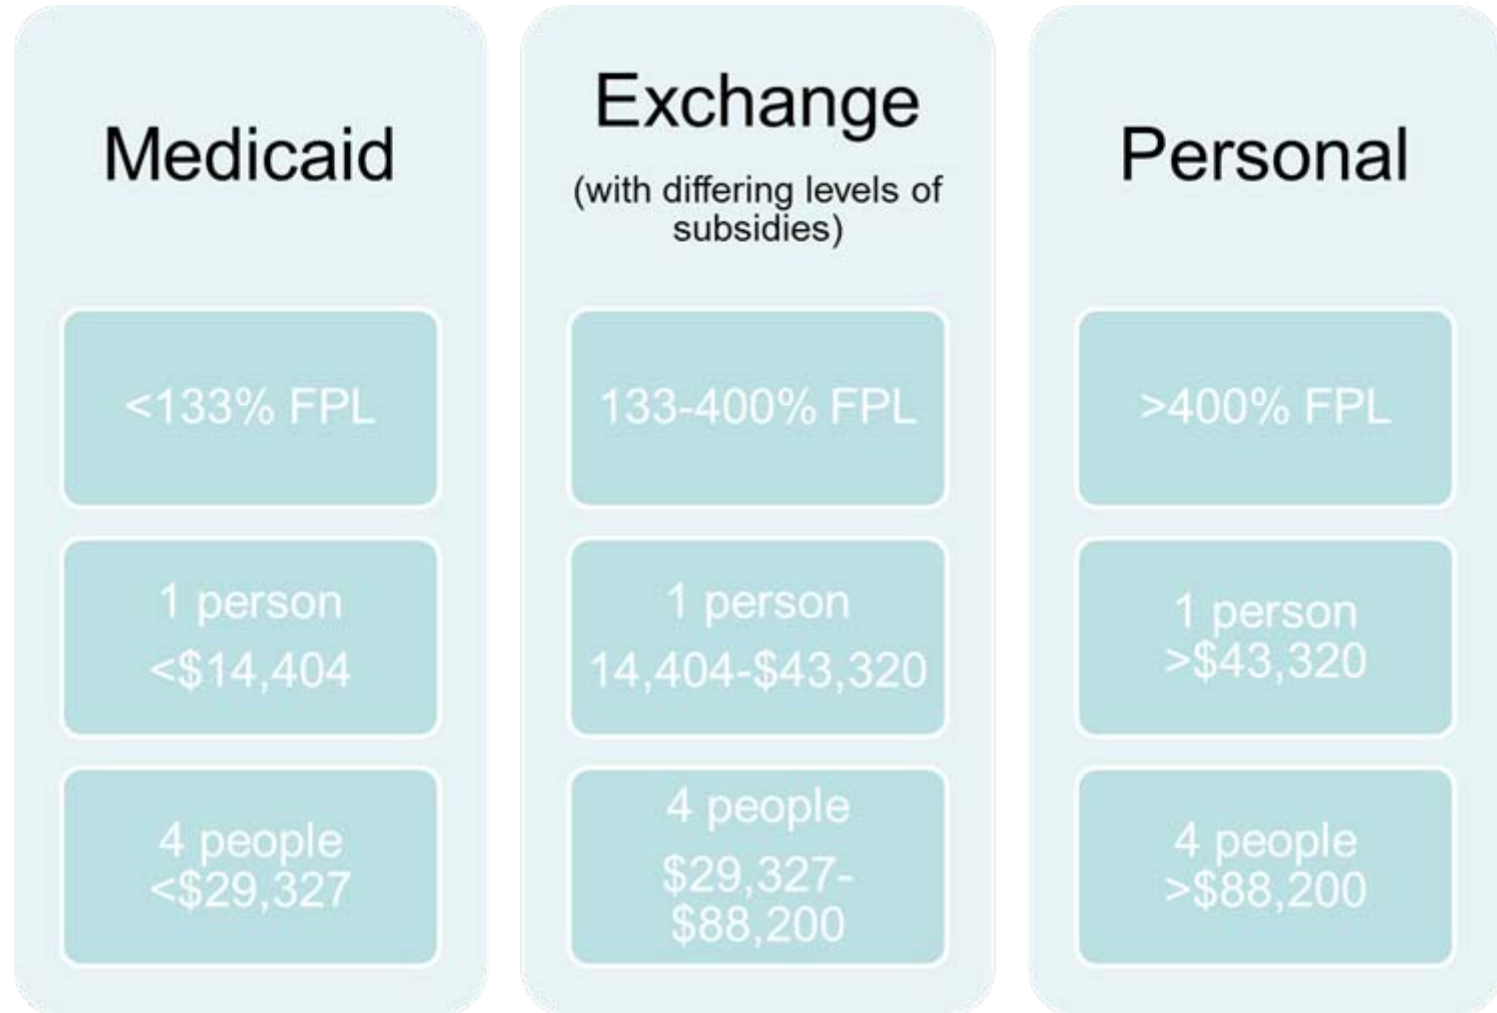 Medicaid
<133% FPL
1 person
<$14,404
4 people
<$29,327
Exchange
(with differing levels of
subsidies)
133-400% FPL
1 person
14,404-$43,320
4 people
$29,327-
$88,200
Personal
>400% FPL
1 person
>$43,320
4 people
>$88,200